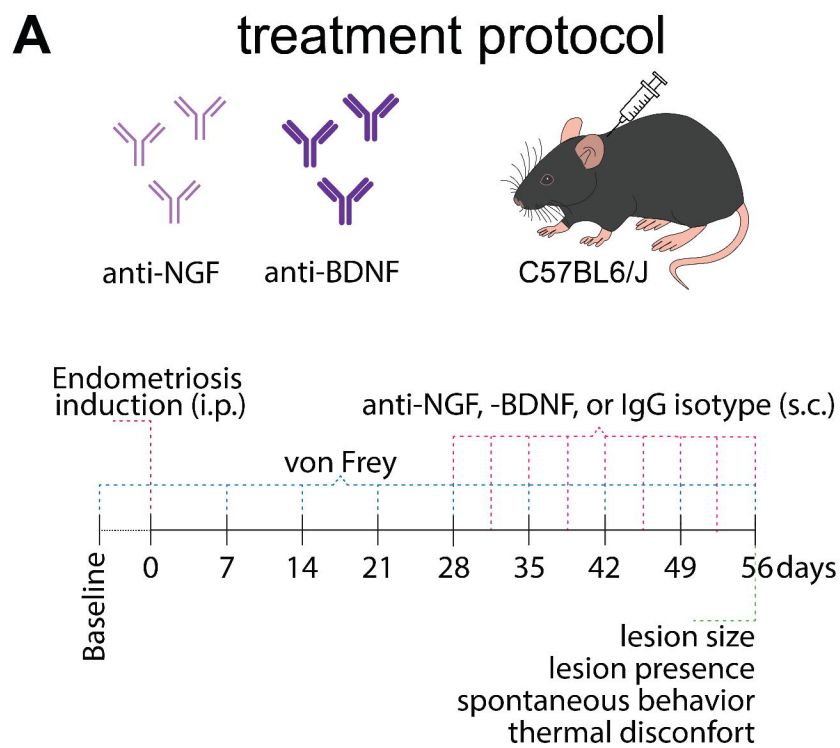 A treatment protocol
anti-NGF anti-BDNF C57BL6/J
Endometriosis
induction (i.p.)
anti-NGF, -BDNF, or IgG isotype (s.c.)
von Frey
Baseline 0 7 14 21 28 35 42 49 56 days
lesion size
lesion presence
spontaneous behavior
thermal disconfort